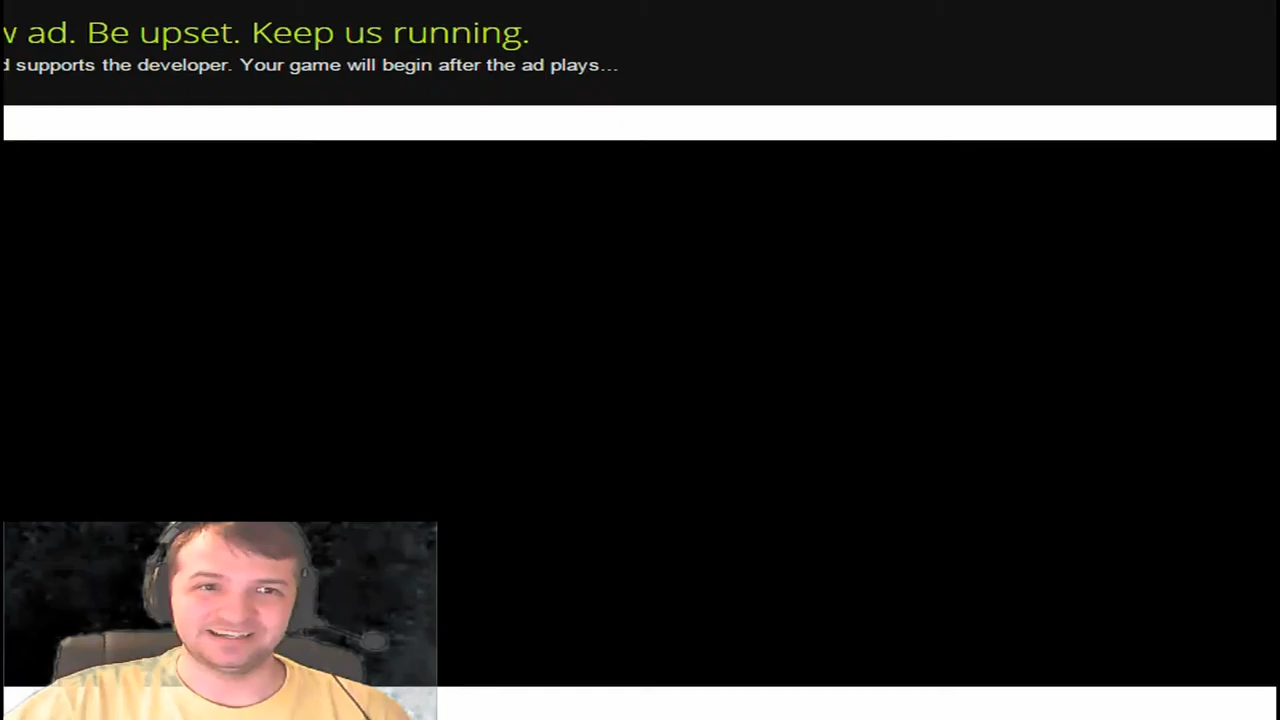 w ad. Be upset. Keep us running.
d supports the developer. Your game will begin after the ad plays...